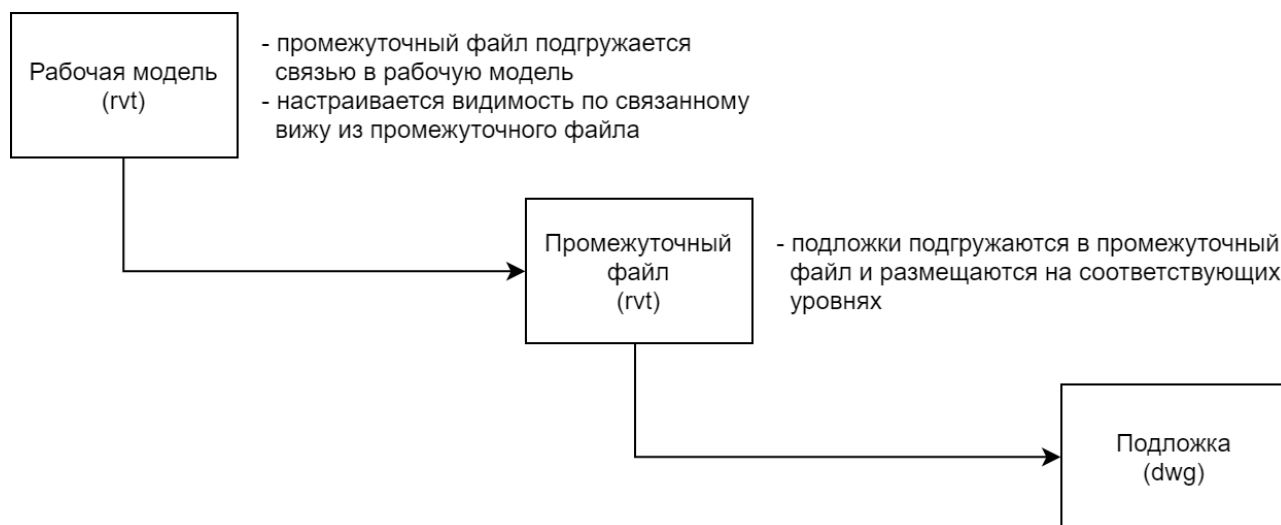 Рабочая модель
(rvt)
- промежуточный файл подгружается
связью в рабочую модель
- настраивается видимость по связанному
вижу из промежуточного файла
Промежуточный
файл
(rvt)
- подложки подгружаются в промежуточный
файл и размещаются на соответствующих
уровнях
Подложка
(dwg)